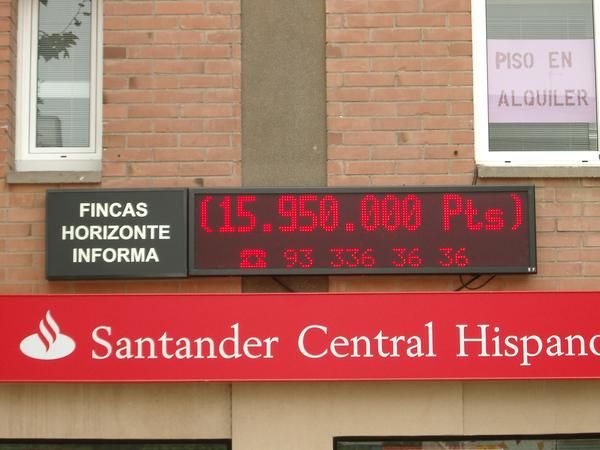 PISO EN
ALQUILER
FINCAS
HORIZONTE
INFORMA
(15.950.000 Pts)
☎ 93 336 36 36
Santander Central Hispano